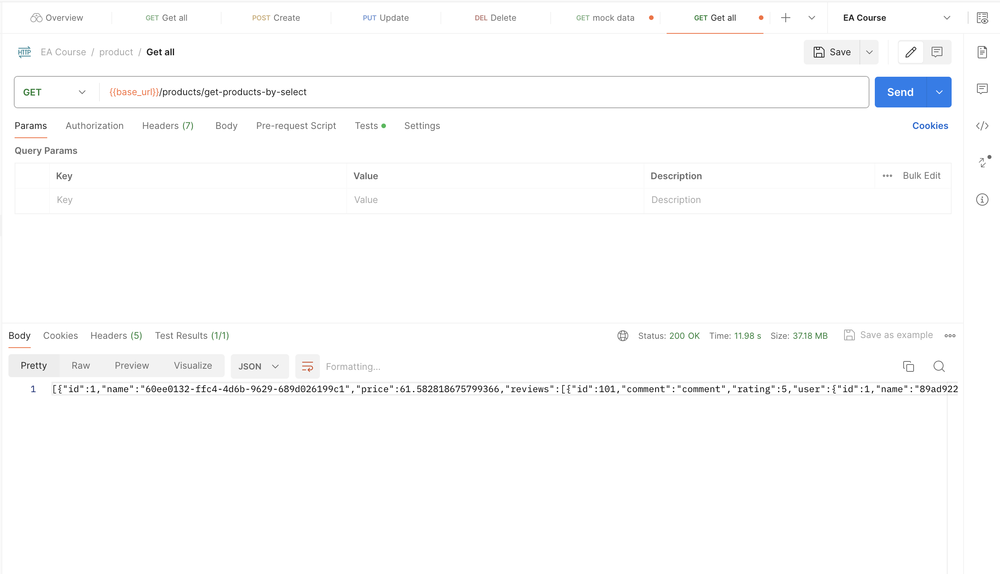 Overview GET Get all POST Create PUT Update DEL Delete GET mock data GET Get all EA Course
HTTP EA Course / product / Get all Save
GET {{base_url}}/products/get-products-by-select Send
Params Authorization Headers (7) Body Pre-request Script Tests Settings Cookies
Query Params
Key Value Description Bulk Edit
Key Value Description
Body Cookies Headers (5) Test Results (1/1) Status: 200 OK Time: 11.98 s Size: 37.18 MB Save as example
Pretty Raw Preview Visualize JSON Formatting...
1 [{"id":1,"name":"60ee0132-ffc4-4d6b-9629-689d026199c1","price":61.582818675799366,"reviews":[{"id":101,"comment":"comment","rating":5,"user":{"id":1,"name":"89ad922